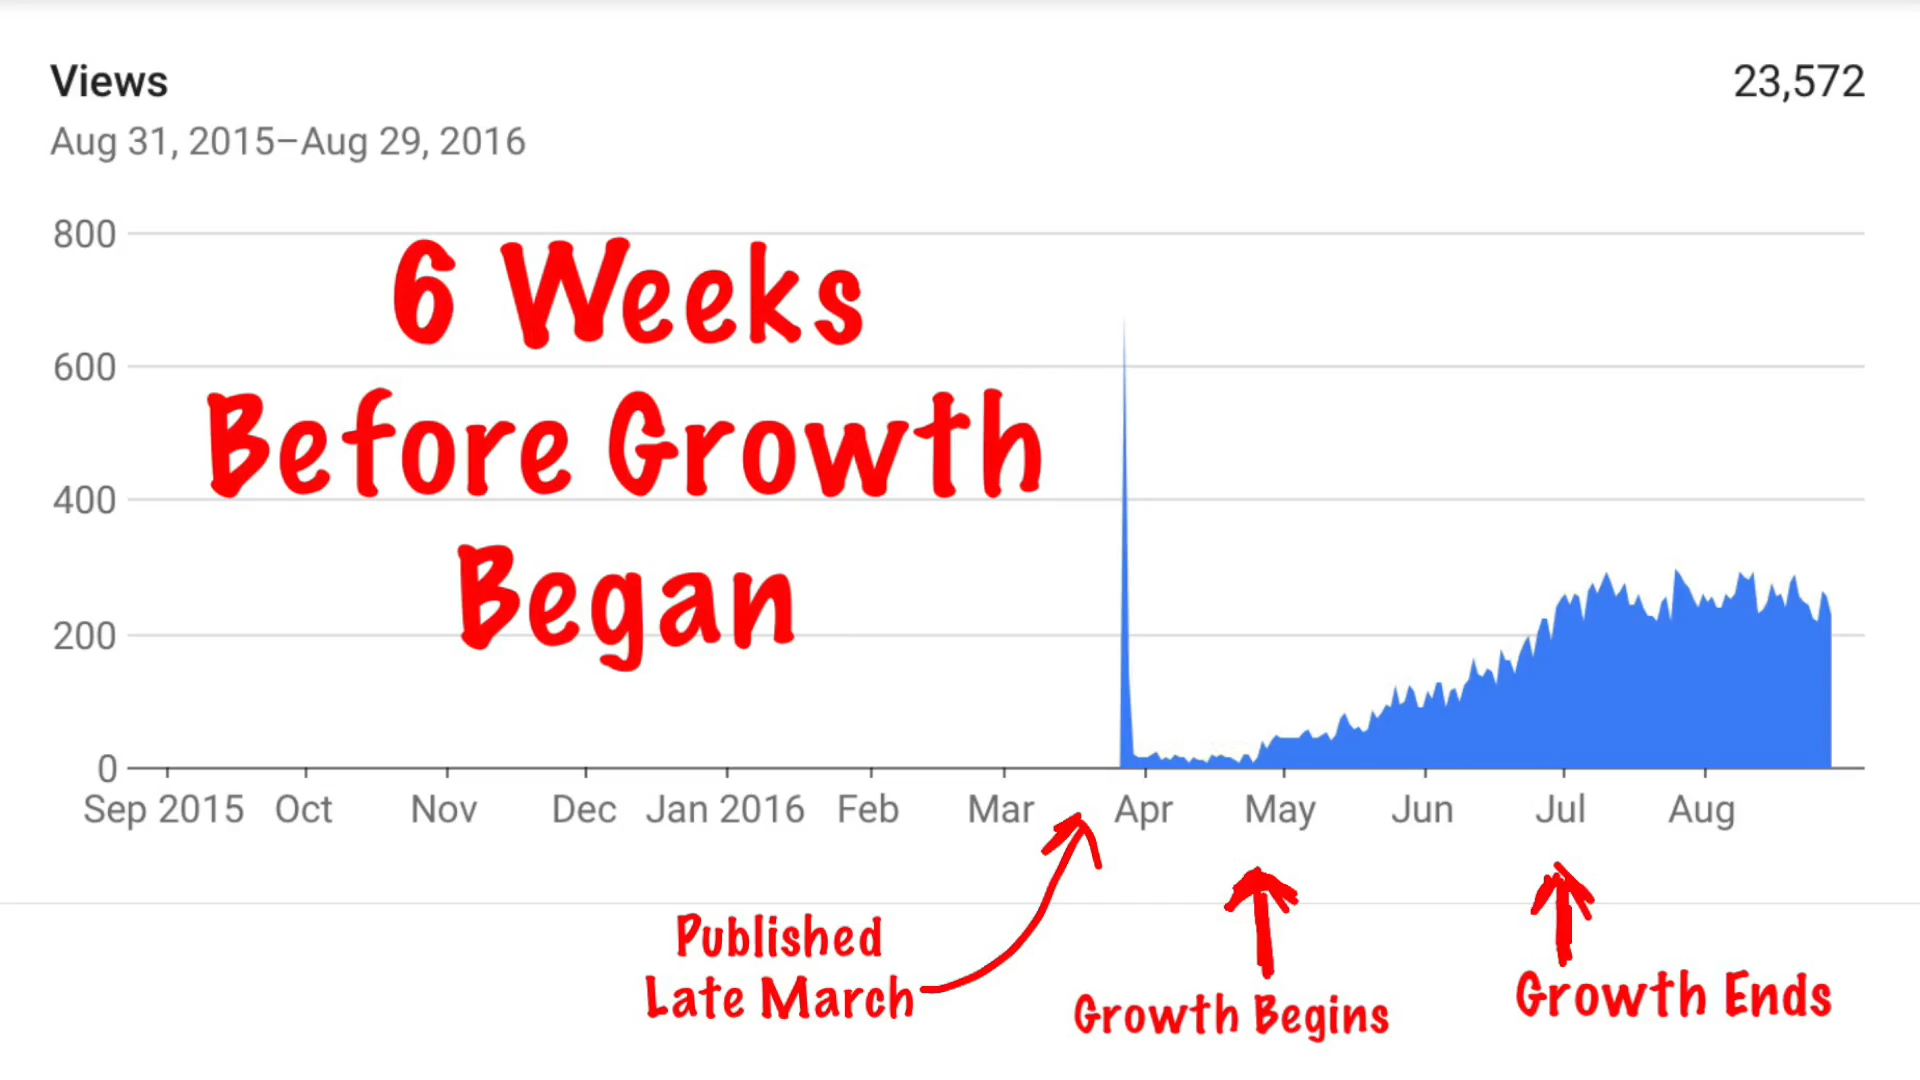 Views
23,572
Aug 31, 2015–Aug 29, 2016
800
6 Weeks
600
Before Growth
400
Began
200
0
Sep 2015 Oct Nov Dec Jan 2016 Feb Mar Apr May Jun Jul Aug
Published
Late March
Growth Begins
Growth Ends